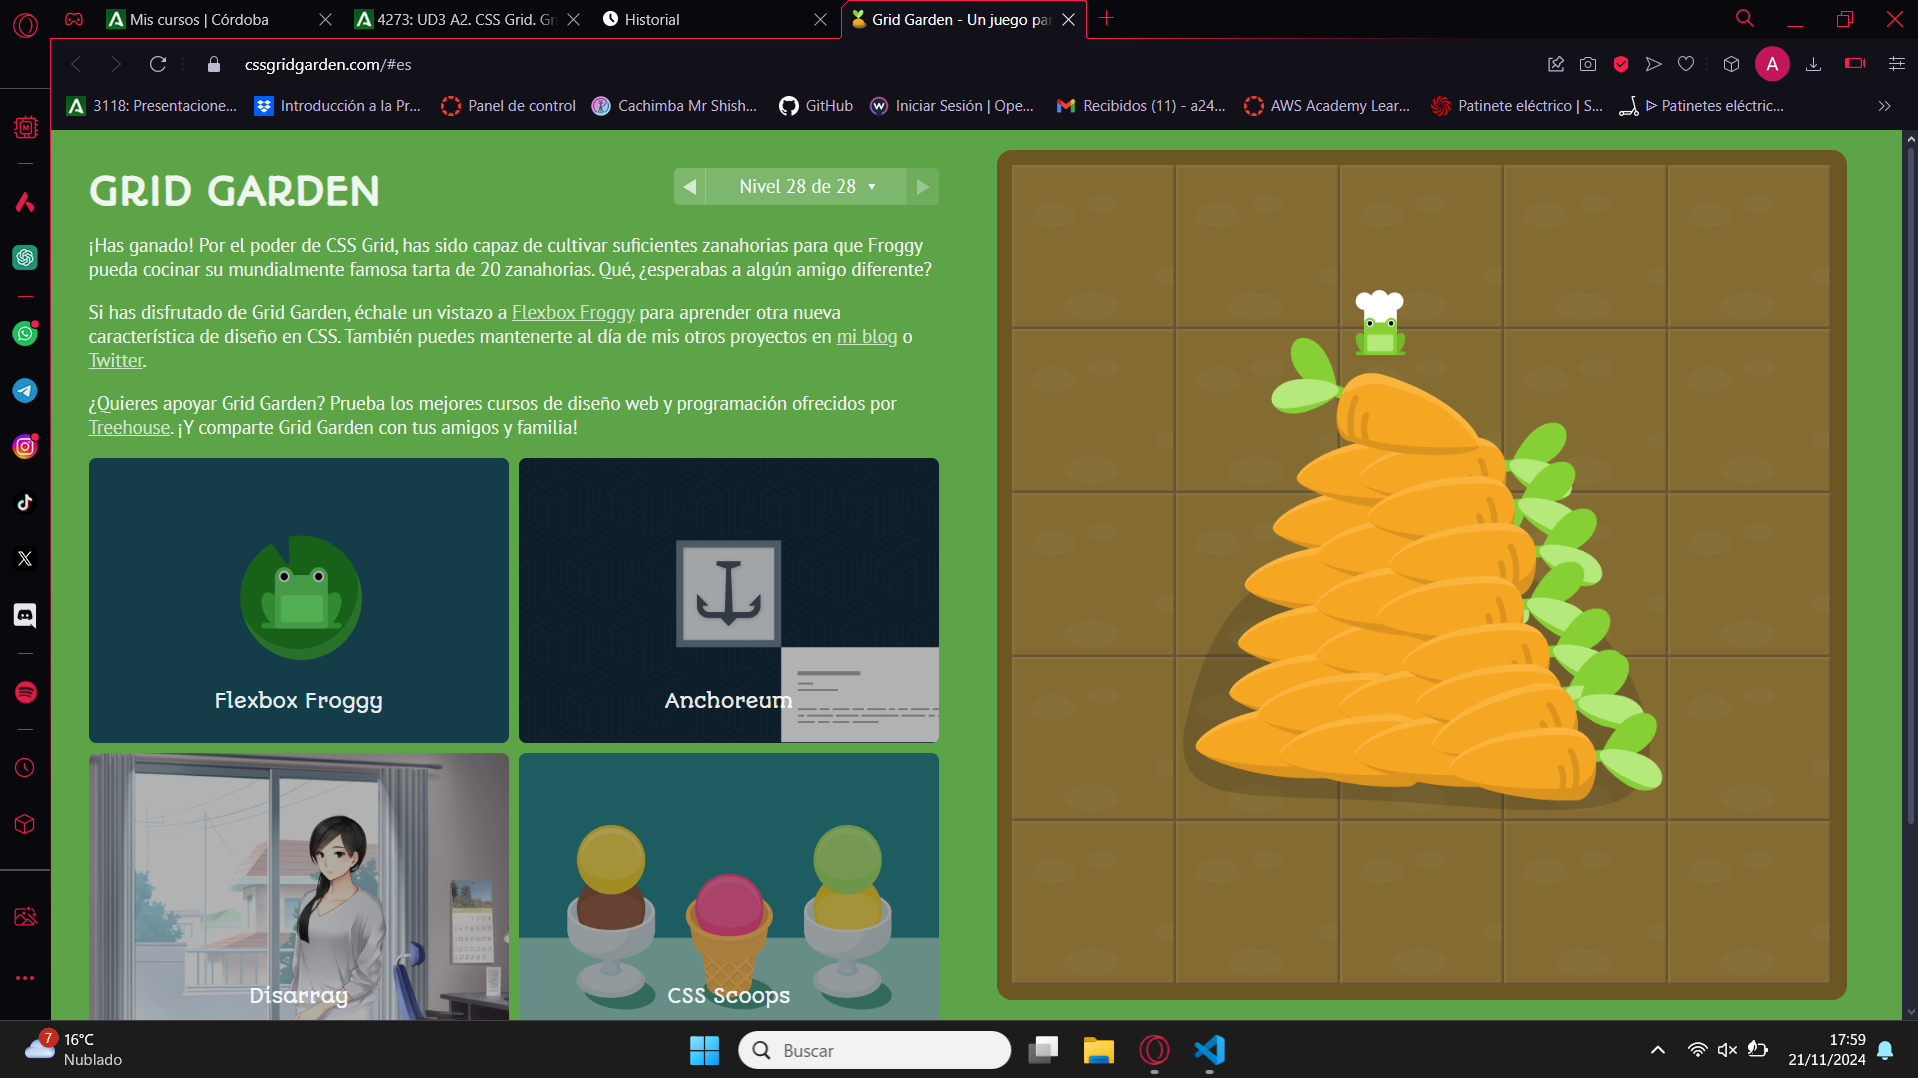 Mis cursos | Córdoba
4273: UD3 A2. CSS Grid. Gr
Historial
Grid Garden - Un juego par
cssgridgarden.com/#es
A
3118: Presentacione...
Introducción a la Pr...
Panel de control
Cachimba Mr Shish...
GitHub
Iniciar Sesión | Ope...
Recibidos (11) - a24...
AWS Academy Lear...
Patinete eléctrico | S...
ᐅ Patinetes eléctric...
GRID GARDEN
Nivel 28 de 28
¡Has ganado! Por el poder de CSS Grid, has sido capaz de cultivar suficientes zanahorias para que Froggy
pueda cocinar su mundialmente famosa tarta de 20 zanahorias. Qué, ¿esperabas a algún amigo diferente?
Si has disfrutado de Grid Garden, échale un vistazo a Flexbox Froggy para aprender otra nueva
característica de diseño en CSS. También puedes mantenerte al día de mis otros proyectos en mi blog o
Twitter.
¿Quieres apoyar Grid Garden? Prueba los mejores cursos de diseño web y programación ofrecidos por
Treehouse. ¡Y comparte Grid Garden con tus amigos y familia!
Flexbox Froggy
Anchoreum
Disarray
CSS Scoops
7
16°C
Nublado
Buscar
17:59
21/11/2024